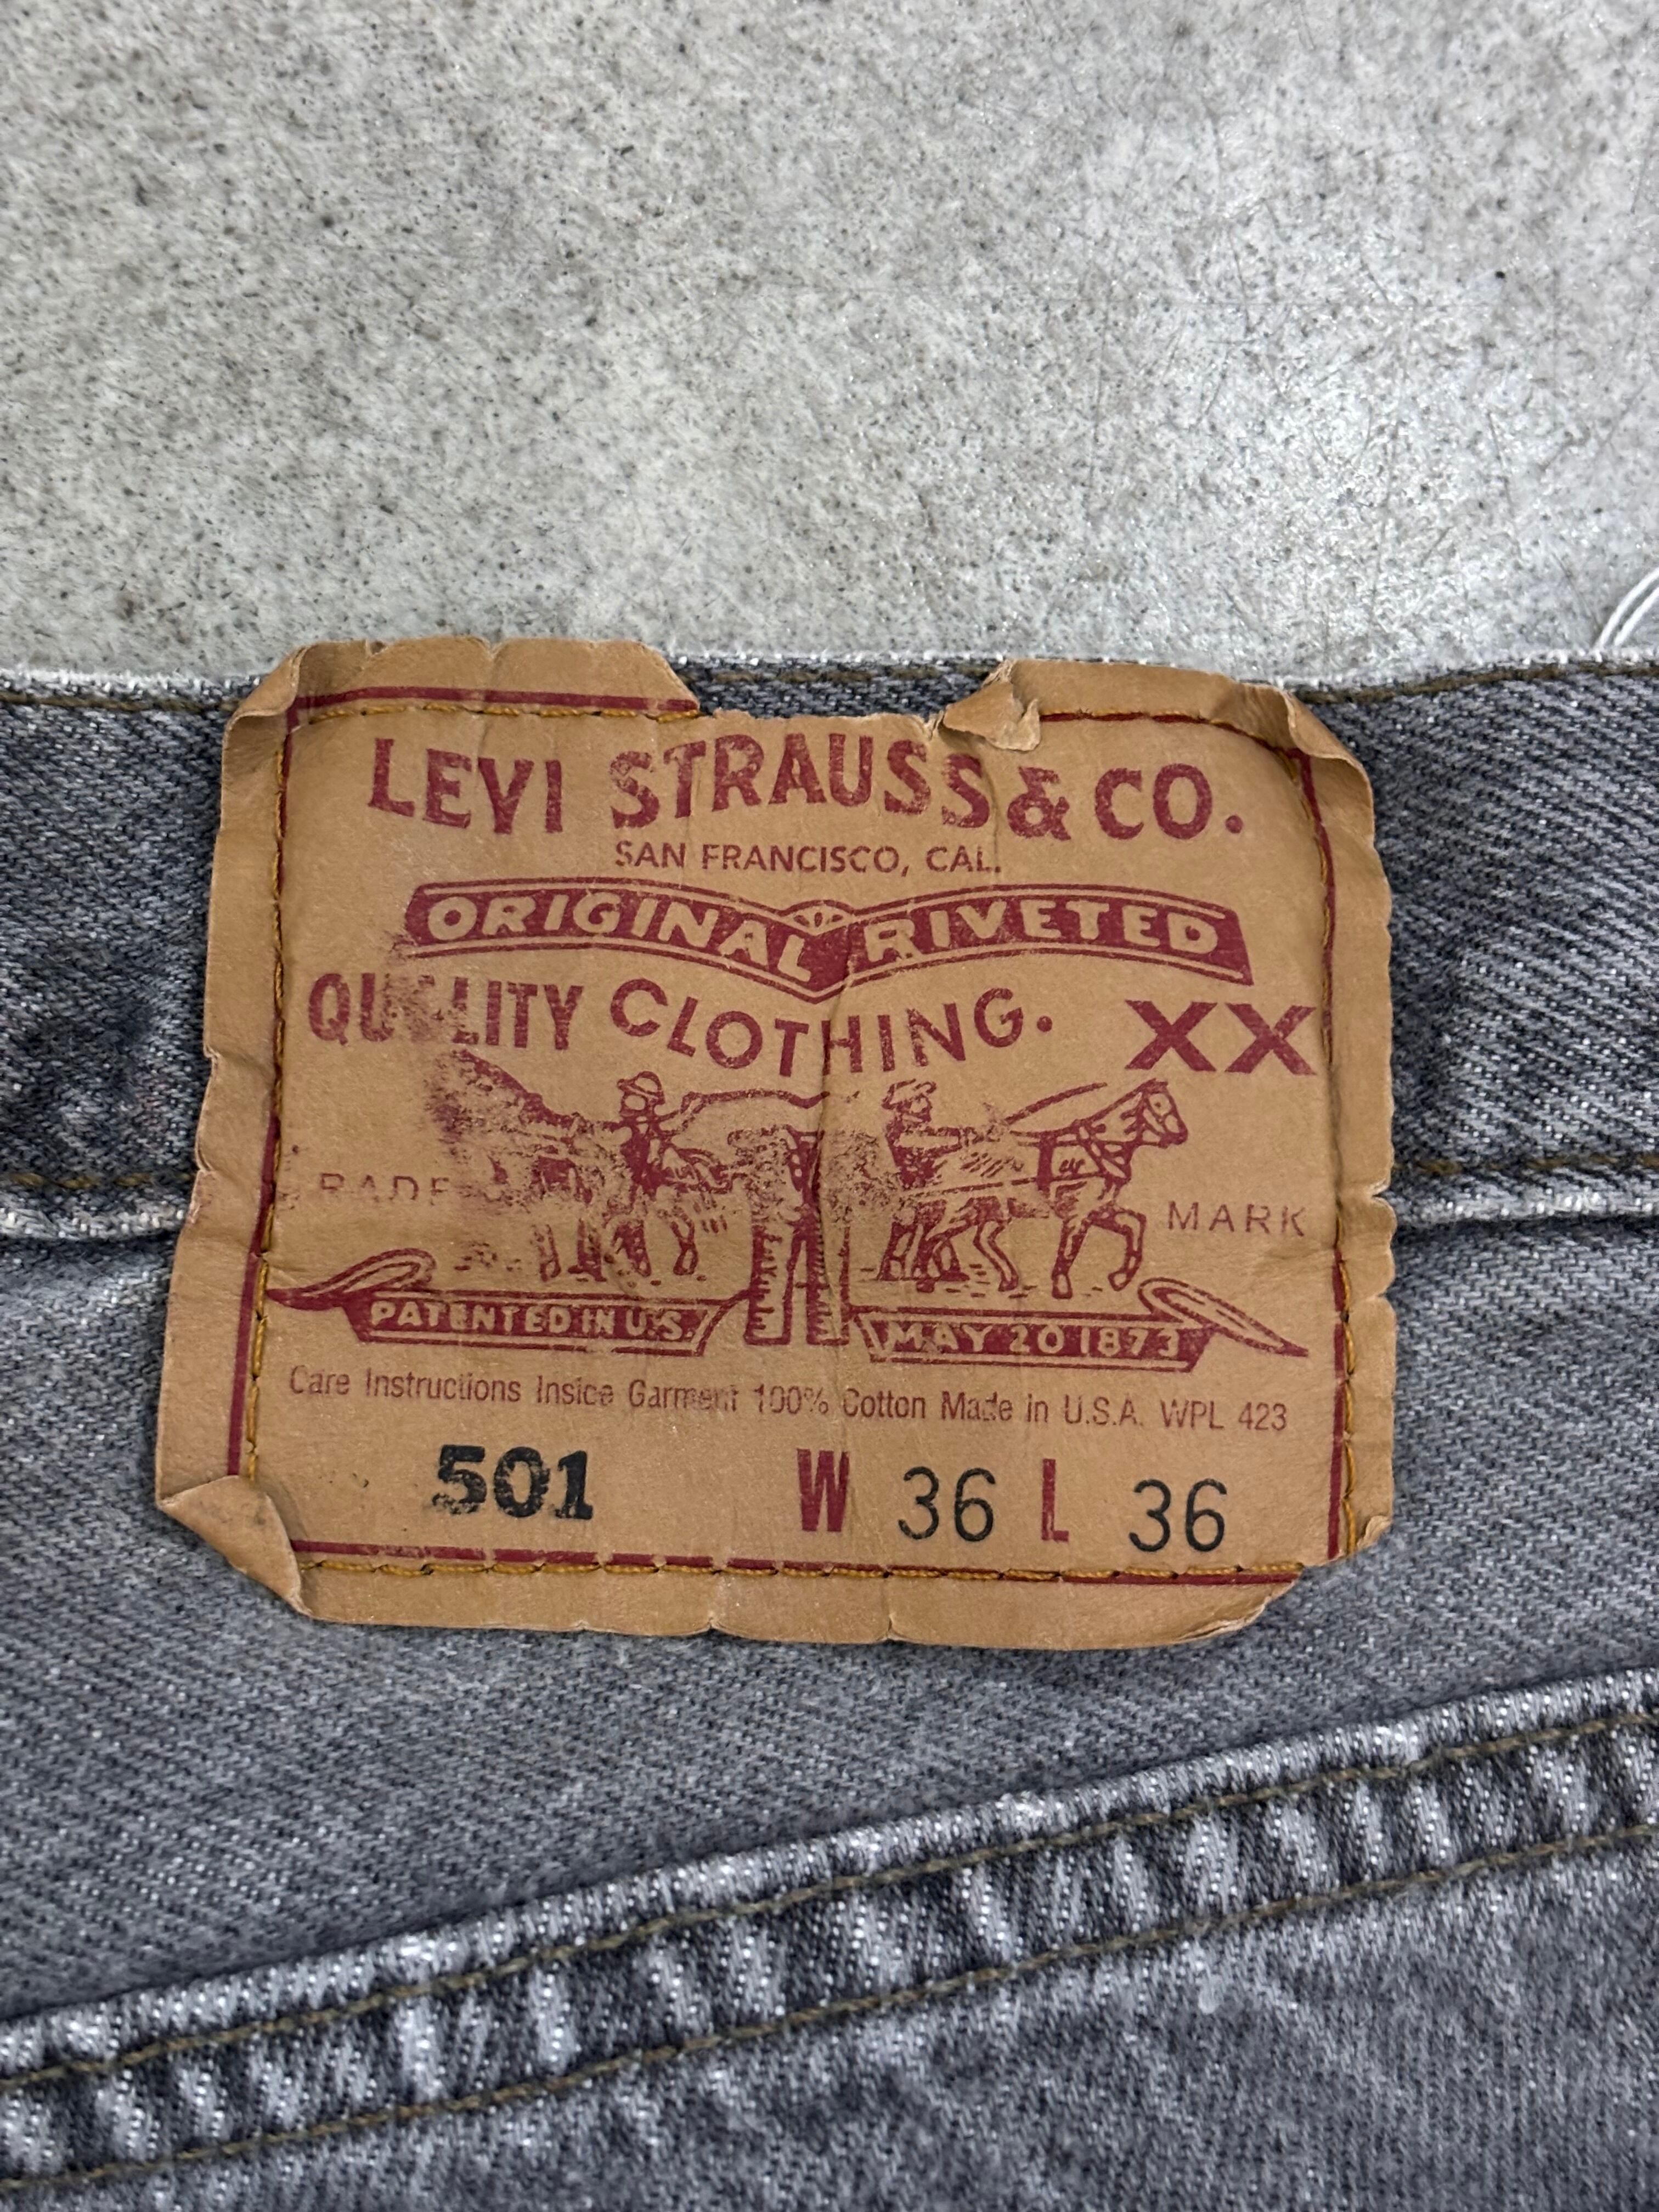 LEVI STRAUSS & CO.
SAN FRANCISCO, CAL.
ORIGINAL RIVETED
QUALITY CLOTHING. XX
RADE MARK
PATENTED IN U.S. MAY 20 1873
Care Instructions Inside Garment 100% Cotton Made in U.S.A. WPL 423
501 W 36 L 36